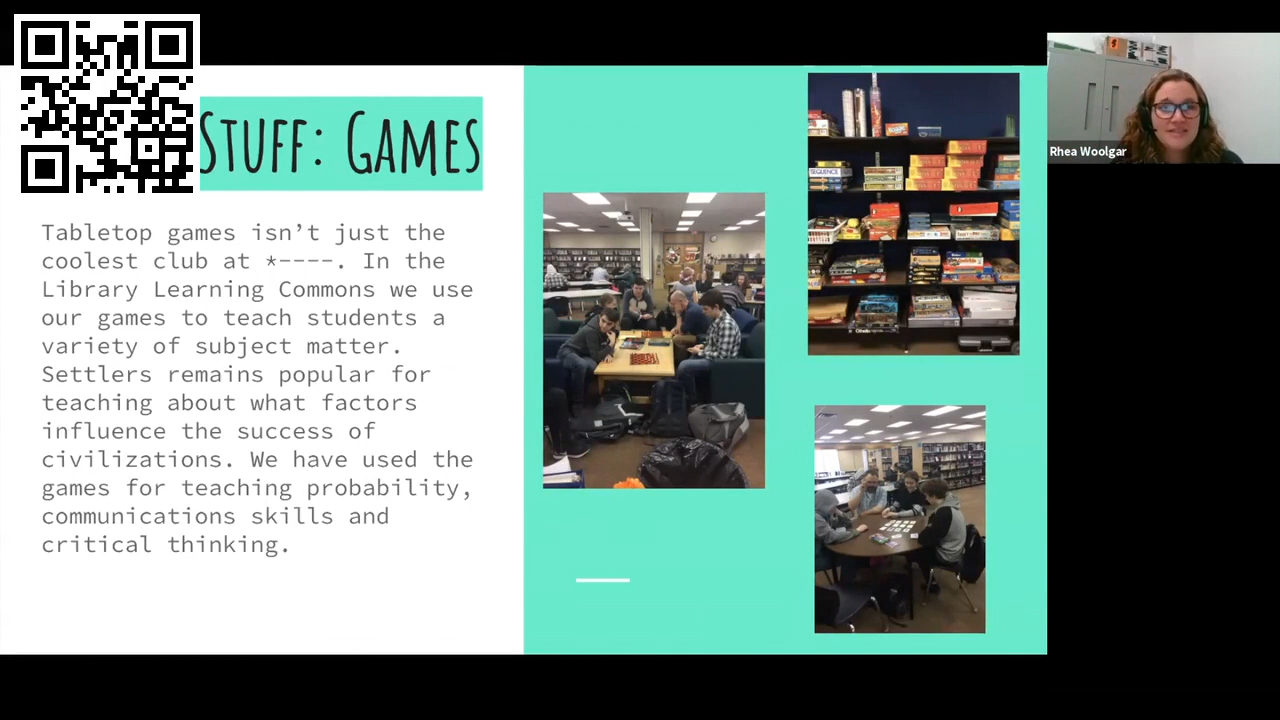 Stuff: Games
Tabletop games isn’t just the
coolest club at *----. In the
Library Learning Commons we use
our games to teach students a
variety of subject matter.
Settlers remains popular for
teaching about what factors
influence the success of
civilizations. We have used the
games for teaching probability,
communications skills and
critical thinking.
SEQUENCE
Othello
Rhea Woolgar